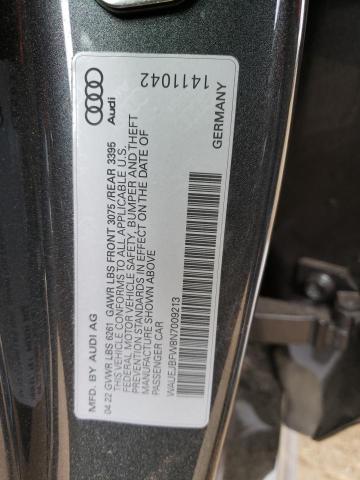 MFD. BY AUDI AG
04.22 GVWR LBS 6261 GAWR LBS FRONT 3075 /REAR 3395
THIS VEHICLE CONFORMS TO ALL APPLICABLE U.S.
FEDERAL MOTOR VEHICLE SAFETY, BUMPER AND THEFT
PREVENTION STANDARDS IN EFFECT ON THE DATE OF
MANUFACTURE SHOWN ABOVE
PASSENGER CAR
WAUEJBFW8N7009213
Audi
1411042
GERMANY